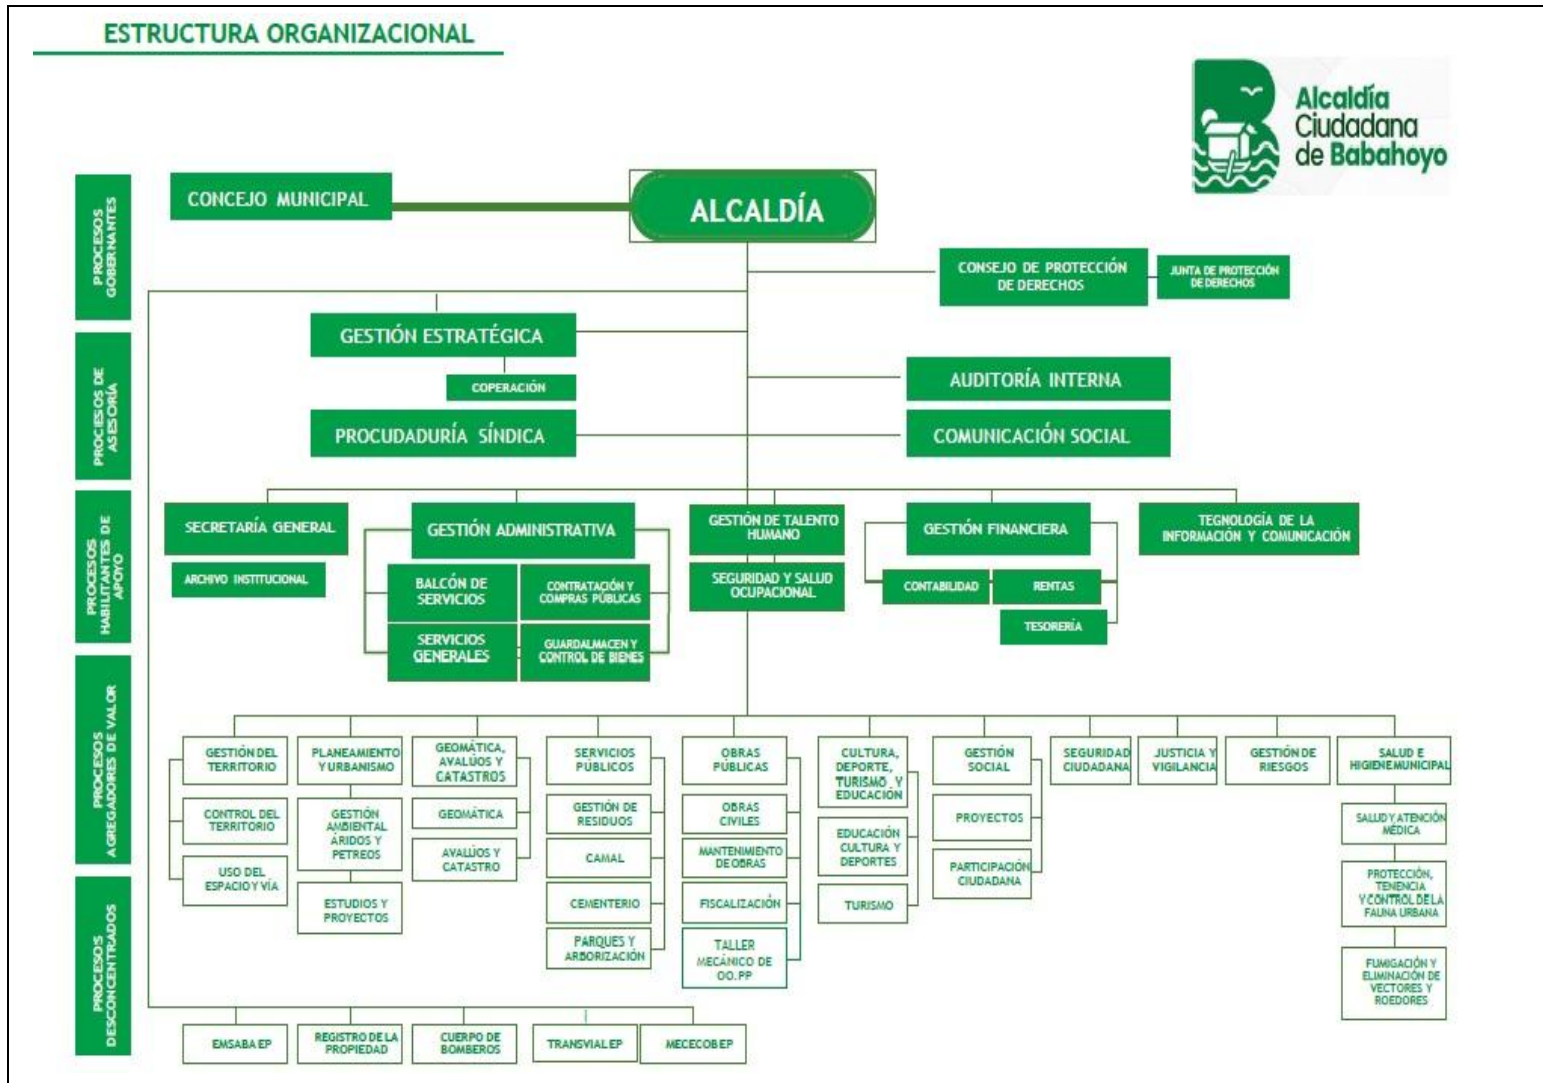 ESTRUCTURA ORGANIZACIONAL
Alcaldía
Ciudadana
de Babahoyo
PROCESOS
GOBERNANTES
CONCEJO MUNICIPAL
ALCALDÍA
CONSEJO DE PROTECCIÓN
DE DERECHOS
JUNTA DE PROTECCIÓN
DE DERECHOS
PROCIESOS DE
ASESORÍA
GESTIÓN ESTRATÉGICA
COPERACIÓN
AUDITORÍA INTERNA
PROCUDADURÍA SÍNDICA
COMUNICACIÓN SOCIAL
PROCESOS
HABILITANTES DE
APOYO
SECRETARÍA GENERAL
ARCHIVO INSTITUCIONAL
GESTIÓN ADMINISTRATIVA
BALCÓN DE
SERVICIOS
CONTRATACIÓN Y
COMPRAS PÚBLICAS
SERVICIOS
GENERALES
GUARDALMACEN Y
CONTROL DE BIENES
GESTIÓN DE TALENTO
HUMANO
SEGURIDAD Y SALUD
OCUPACIONAL
GESTIÓN FINANCIERA
CONTABILIDAD
RENTAS
TESORERÍA
TEGNOLOGÍA DE LA
INFORMACIÓN Y COMUNICACIÓN
PROCESOS
AGREGADORES DE VALOR
GESTIÓN DEL
TERRITORIO
CONTROL DEL
TERRITORIO
USO DEL
ESPACIO Y VÍA
PLANEAMIENTO
Y URBANISMO
GESTIÓN
AMBIENTAL
ÁRIDOS Y
PETREOS
ESTUDIOS Y
PROYECTOS
GEOMÁTICA,
AVALÚOS Y
CATASTROS
GEOMÁTICA
AVALÚOS Y
CATASTRO
SERVICIOS
PÚBLICOS
GESTIÓN DE
RESIDUOS
CAMAL
CEMENTERIO
PARQUES Y
ARBORIZACIÓN
OBRAS
PÚBLICAS
OBRAS
CIVILES
MANTENIMIENTO
DE OBRAS
FISCALIZACIÓN
TALLER
MECÁNICO DE
OO.PP
CULTURA,
DEPORTE,
TURISMO Y
EDUCACIÓN
EDUCACIÓN
CULTURA Y
DEPORTES
TURISMO
GESTIÓN
SOCIAL
PROYECTOS
PARTICIPACIÓN
CIUDADANA
SEGURIDAD
CIUDADANA
JUSTICIA Y
VIGILANCIA
GESTIÓN DE
RIESGOS
SALUD E
HIGIENE MUNICIPAL
SALUD Y ATENCIÓN
MÉDICA
PROTECCIÓN,
TENENCIA
Y CONTROL DE LA
FAUNA URBANA
FUMIGACIÓN Y
ELIMINACIÓN DE
VECTORES Y
ROEDORES
PROCESOS
DESCONCENTRADOS
EMSABA EP
REGISTRO DE LA
PROPIEDAD
CUERPO DE
BOMBEROS
TRANSVIAL EP
MECECOB EP